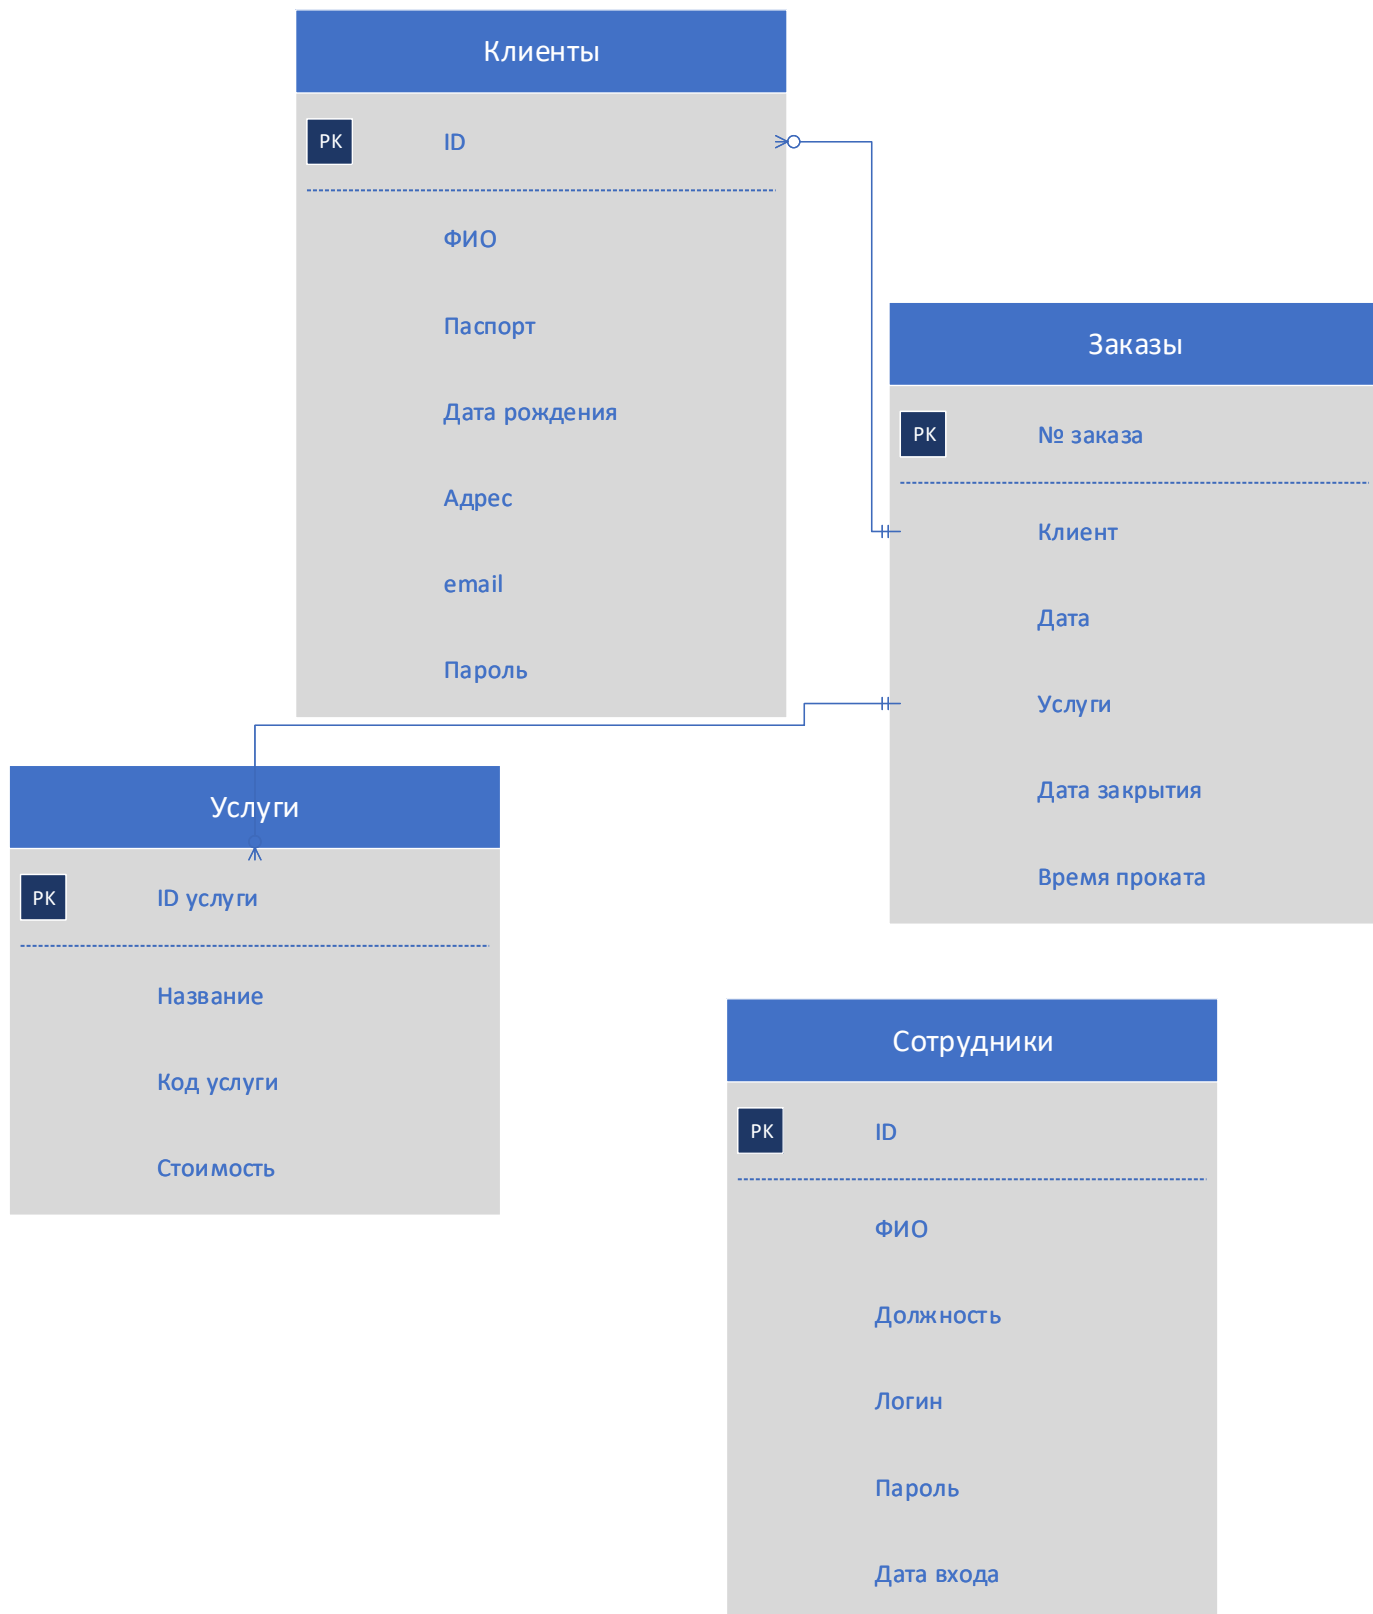 Клиенты
PK
ID
ФИО
Паспорт
Дата рождения
Адрес
email
Пароль
Заказы
PK
№ заказа
Клиент
Дата
Услуги
Дата закрытия
Время проката
Услуги
PK
ID услуги
Название
Код услуги
Стоимость
Сотрудники
PK
ID
ФИО
Должность
Логин
Пароль
Дата входа